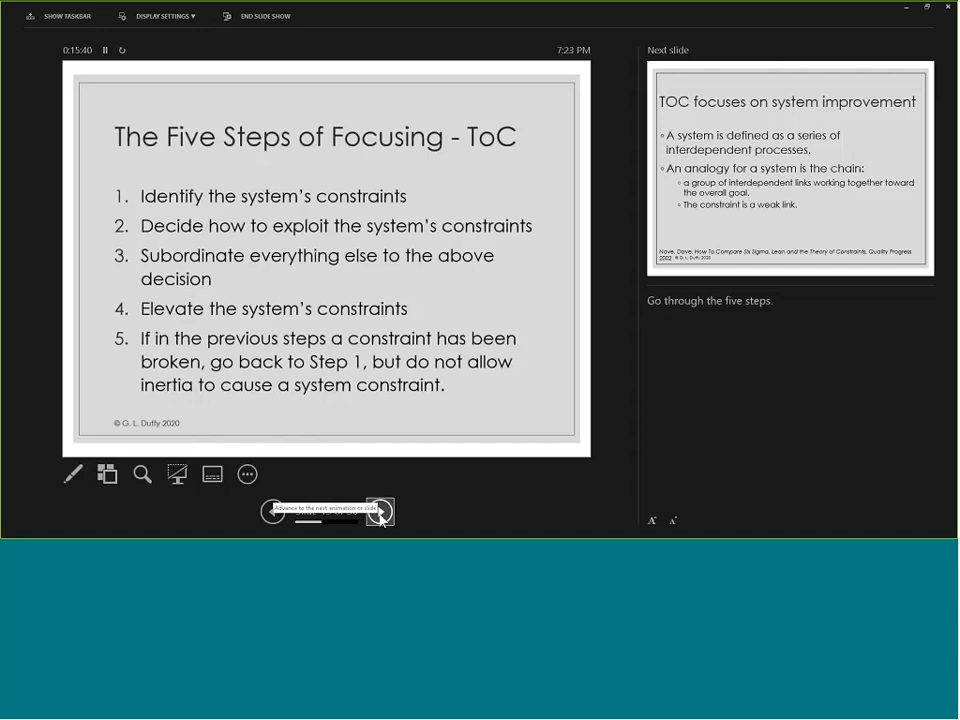 SHOW TASKBAR
DISPLAY SETTINGS ▾
END SLIDE SHOW
0:15:40
7:23 PM
The Five Steps of Focusing - ToC
1. Identify the system's constraints
2. Decide how to exploit the system's constraints
3. Subordinate everything else to the above
decision
4. Elevate the system's constraints
5. If in the previous steps a constraint has been
broken, go back to Step 1, but do not allow
inertia to cause a system constraint.
© G. L. Duffy 2020
Advance to the next animation or slide
Next slide
TOC focuses on system improvement
A system is defined as a series of
interdependent processes.
An analogy for a system is the chain:
a group of interdependent links working together toward
the overall goal.
The constraint is a weak link.
Nave, Dave, How To Compare Six Sigma, Lean and the Theory of Constraints, Quality Progress
2002 © G. L. Duffy 2020
Go through the five steps.
A A